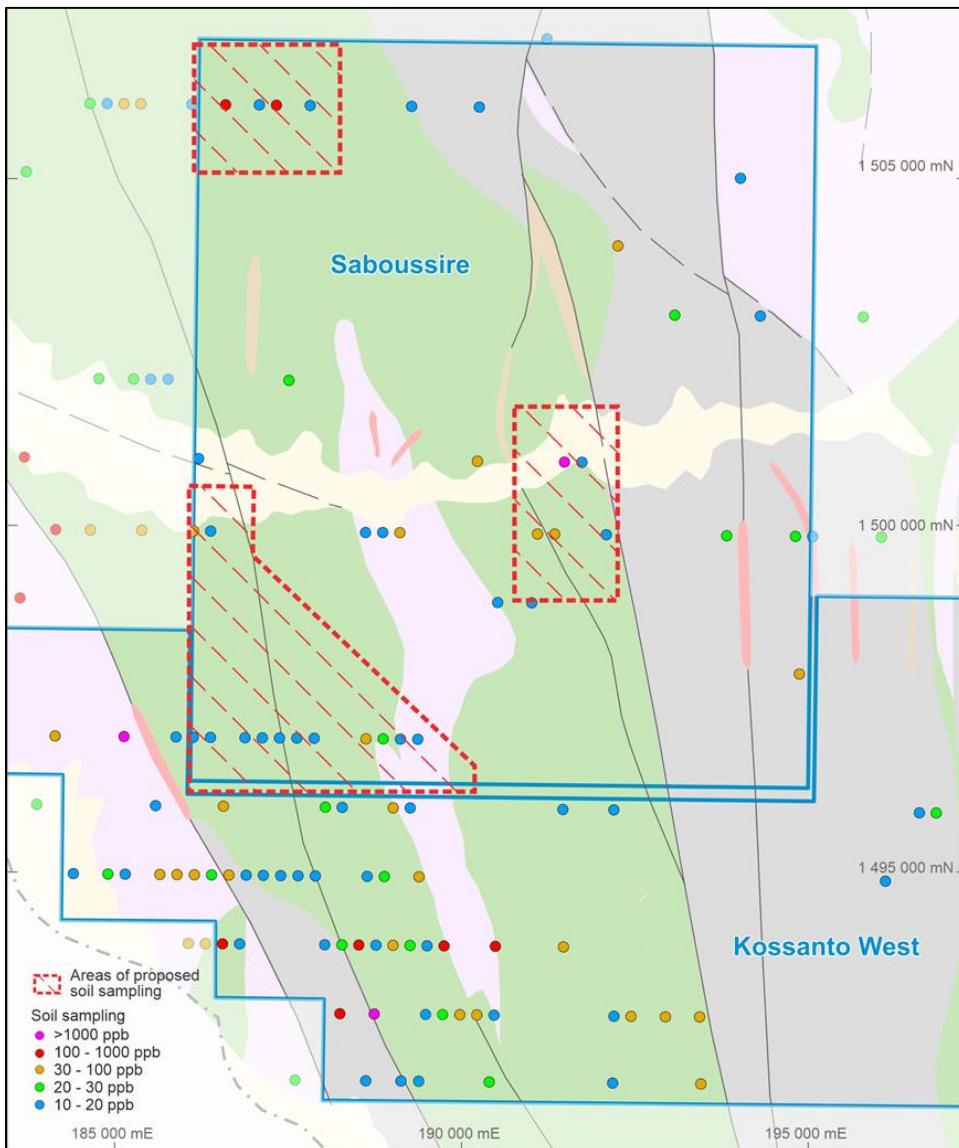 1 505 000 mN
Saboussire
1 500 000 mN
1 495 000 mN
Kossanto West
Areas of proposed
soil sampling
Soil sampling
>1000 ppb
100 - 1000 ppb
30 - 100 ppb
20 - 30 ppb
10 - 20 ppb
185 000 mE
190 000 mE
195 000 mE